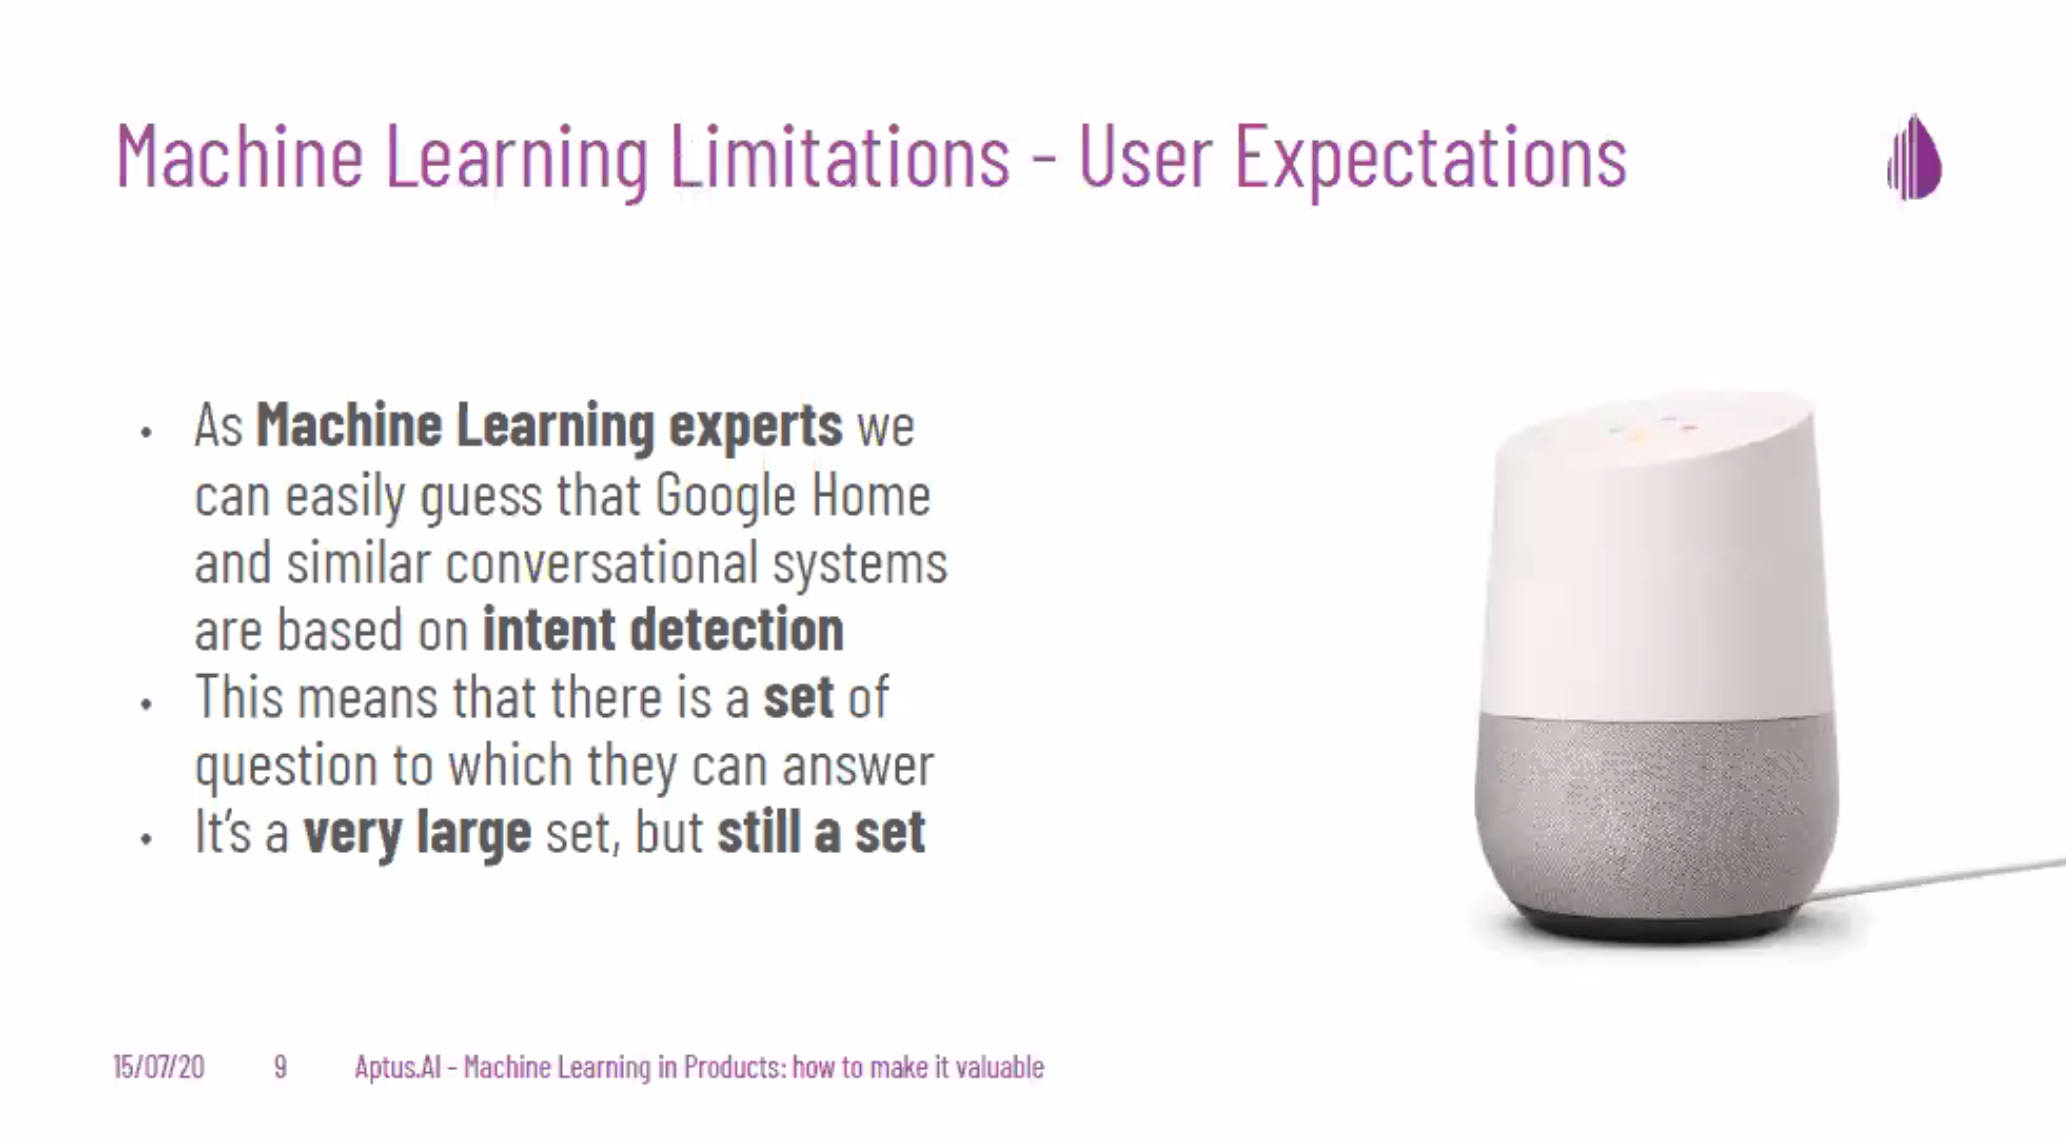 Machine Learning Limitations - User Expectations
• As Machine Learning experts we
can easily guess that Google Home
and similar conversational systems
are based on intent detection
• This means that there is a set of
question to which they can answer
• It's a very large set, but still a set
15/07/20 9 Aptus.AI - Machine Learning in Products: how to make it valuable